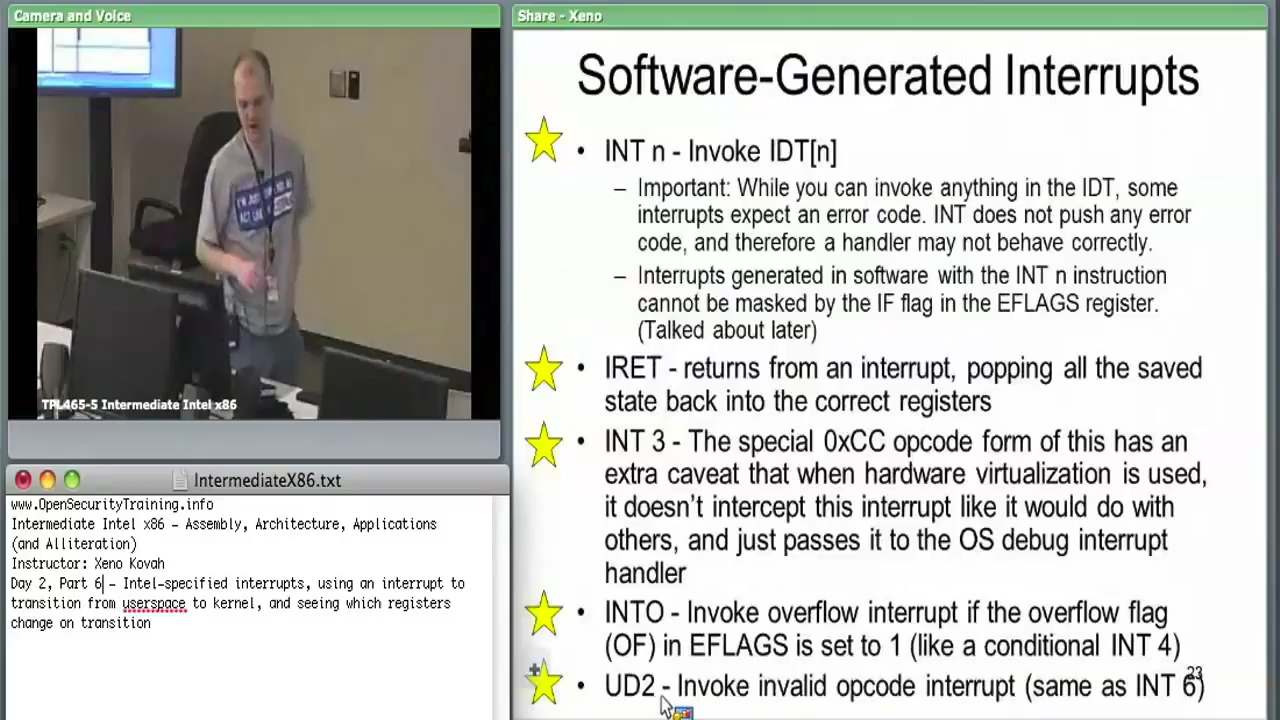 Camera and Voice
TPL465-5 Intermediate Intel x86
IntermediateX86.txt
www.OpenSecurityTraining.info
Intermediate Intel x86 – Assembly, Architecture, Applications
(and Alliteration)
Instructor: Xeno Kovah
Day 2, Part 6 – Intel-specified interrupts, using an interrupt to
transition from userspace to kernel, and seeing which registers
change on transition
Share - Xeno
Software-Generated Interrupts
• INT n - Invoke IDT[n]
– Important: While you can invoke anything in the IDT, some
interrupts expect an error code. INT does not push any error
code, and therefore a handler may not behave correctly.
– Interrupts generated in software with the INT n instruction
cannot be masked by the IF flag in the EFLAGS register.
(Talked about later)
• IRET - returns from an interrupt, popping all the saved
state back into the correct registers
• INT 3 - The special 0xCC opcode form of this has an
extra caveat that when hardware virtualization is used,
it doesn't intercept this interrupt like it would do with
others, and just passes it to the OS debug interrupt
handler
• INTO - Invoke overflow interrupt if the overflow flag
(OF) in EFLAGS is set to 1 (like a conditional INT 4)
• UD2 - Invoke invalid opcode interrupt (same as INT 6)
23